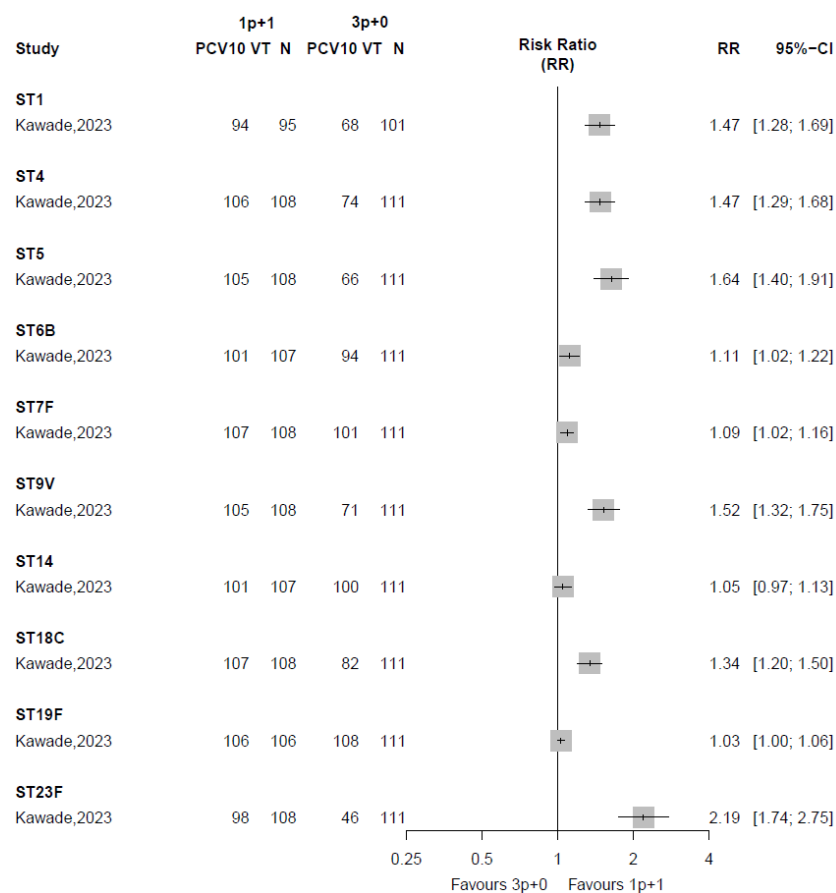 1p+1 3p+0
Study PCV10 VT N PCV10 VT N Risk Ratio RR 95%−CI
(RR)
ST1
Kawade,2023 94 95 68 101 1.47 [1.28; 1.69]
ST4
Kawade,2023 106 108 74 111 1.47 [1.29; 1.68]
ST5
Kawade,2023 105 108 66 111 1.64 [1.40; 1.91]
ST6B
Kawade,2023 101 107 94 111 1.11 [1.02; 1.22]
ST7F
Kawade,2023 107 108 101 111 1.09 [1.02; 1.16]
ST9V
Kawade,2023 105 108 71 111 1.52 [1.32; 1.75]
ST14
Kawade,2023 101 107 100 111 1.05 [0.97; 1.13]
ST18C
Kawade,2023 107 108 82 111 1.34 [1.20; 1.50]
ST19F
Kawade,2023 106 106 108 111 1.03 [1.00; 1.06]
ST23F
Kawade,2023 98 108 46 111 2.19 [1.74; 2.75]
0.25 0.5 1 2 4
Favours 3p+0 Favours 1p+1